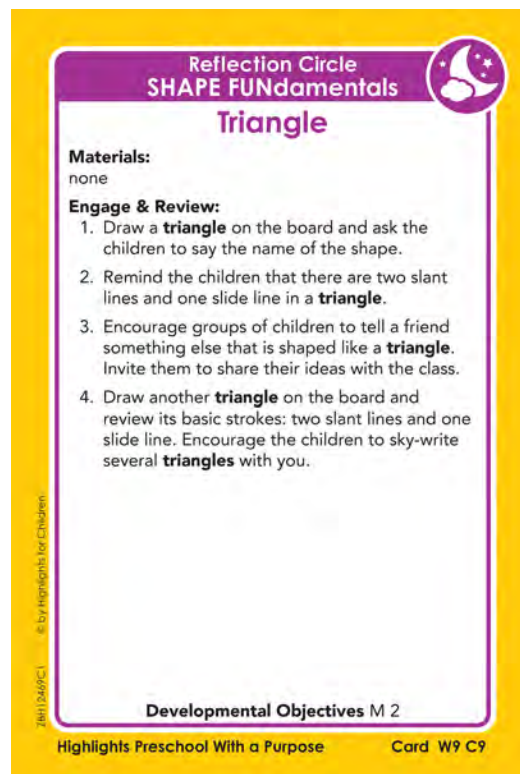 Reflection Circle
SHAPE FUNdamentals
Triangle
Materials:
none
Engage & Review:
1. Draw a triangle on the board and ask the
children to say the name of the shape.
2. Remind the children that there are two slant
lines and one slide line in a triangle.
3. Encourage groups of children to tell a friend
something else that is shaped like a triangle.
Invite them to share their ideas with the class.
4. Draw another triangle on the board and
review its basic strokes: two slant lines and one
slide line. Encourage the children to sky-write
several triangles with you.
ZBH12469C1 © by Highlights for Children
Developmental Objectives M 2
Highlights Preschool With a Purpose Card W9 C9